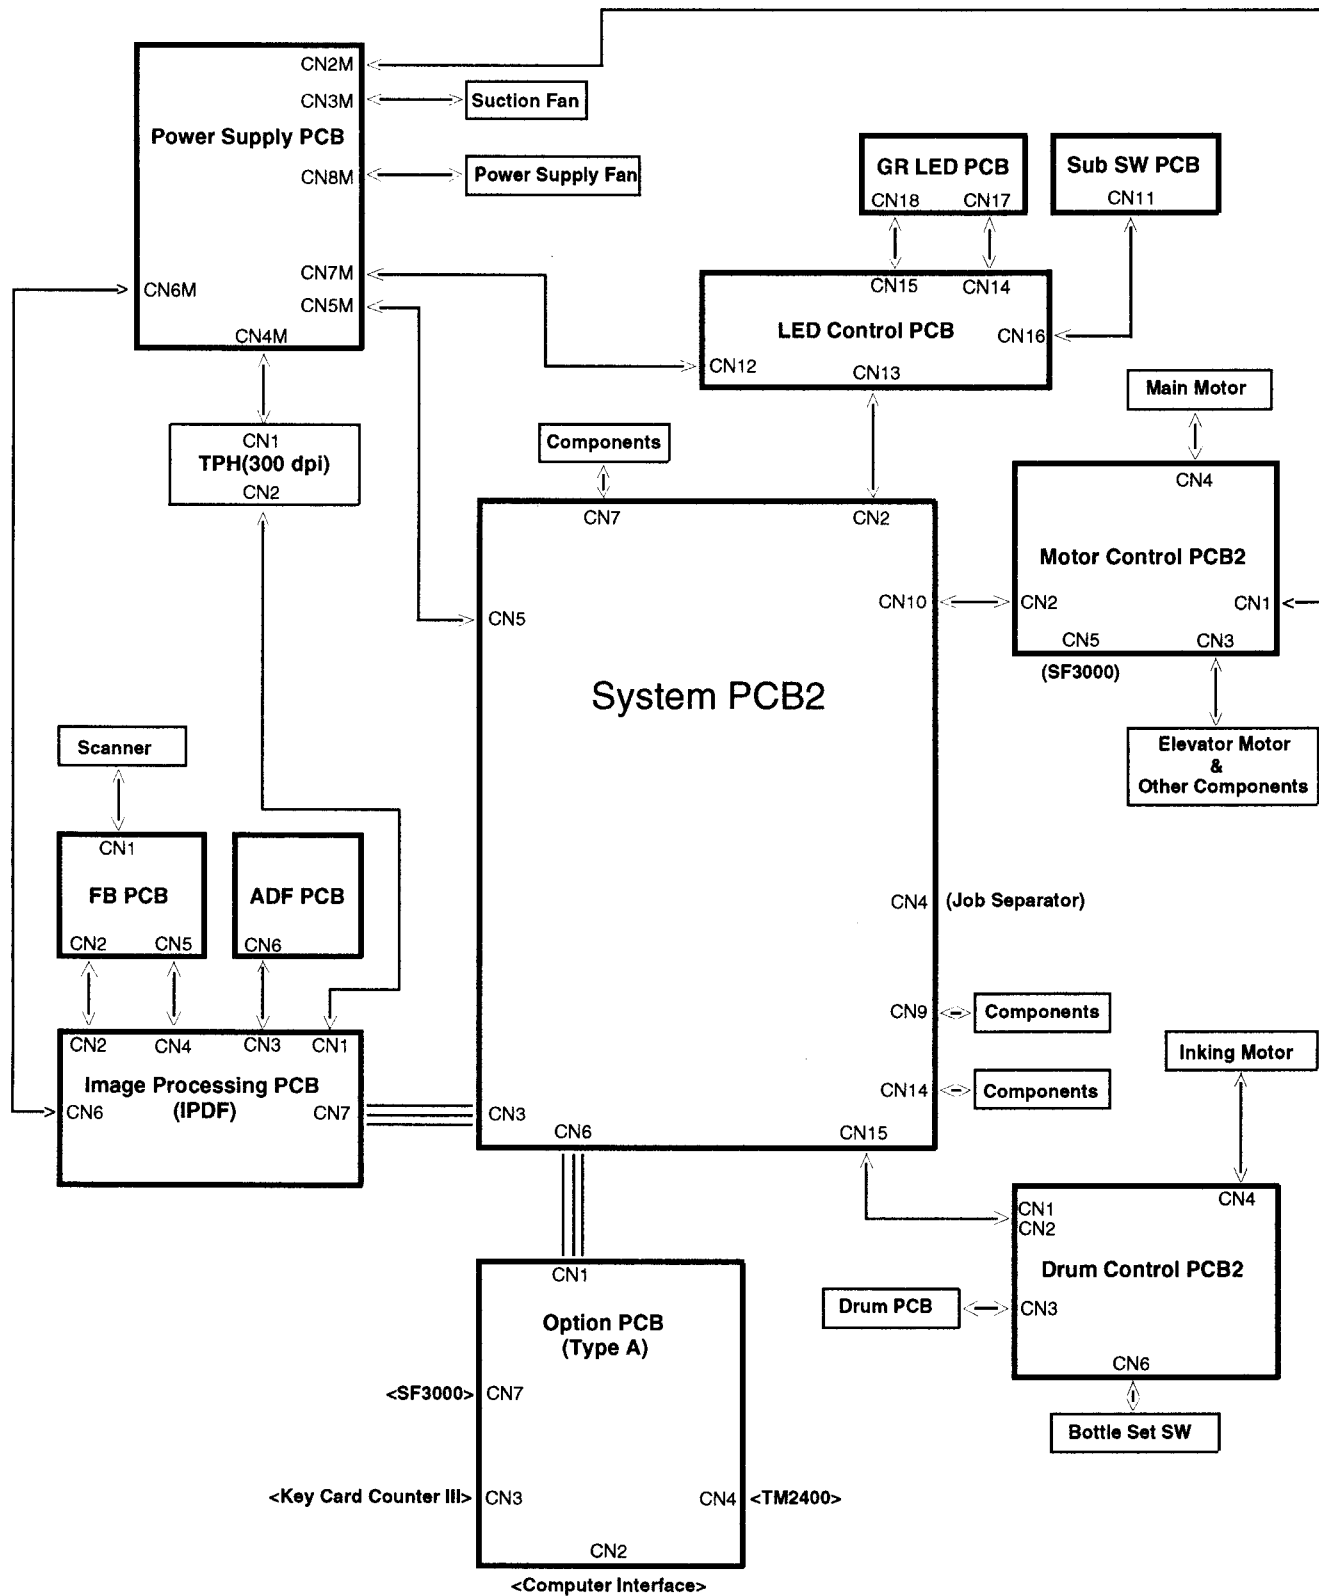 CN2M
CN3M
Suction Fan
Power Supply PCB
CN8M
Power Supply Fan
CN7M
CN6M
CN5M
CN4M
GR LED PCB
CN18
CN17
Sub SW PCB
CN11
CN15
CN14
LED Control PCB
CN16
CN12
CN13
CN1
TPH(300 dpi)
CN2
Components
Main Motor
CN4
Motor Control PCB2
CN2
CN1
CN5
CN3
(SF3000)
Elevator Motor
&
Other Components
CN7
CN2
CN10
CN5
System PCB2
CN4
(Job Separator)
CN9
Components
CN14
Components
CN3
CN6
CN15
Scanner
CN1
FB PCB
CN2
CN5
ADF PCB
CN6
CN2
CN4
CN3
CN1
Image Processing PCB
(IPDF)
CN6
CN7
Inking Motor
CN4
CN1
CN2
Drum Control PCB2
Drum PCB
CN3
CN6
Bottle Set SW
CN1
Option PCB
(Type A)
<SF3000>
CN7
<Key Card Counter III>
CN3
CN4
<TM2400>
CN2
<Computer Interface>